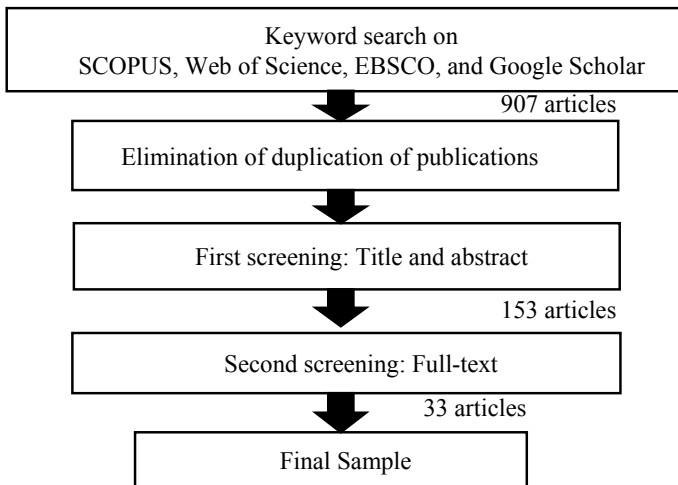 Keyword search on
SCOPUS, Web of Science, EBSCO, and Google Scholar
907 articles
Elimination of duplication of publications
First screening: Title and abstract
153 articles
Second screening: Full-text
33 articles
Final Sample